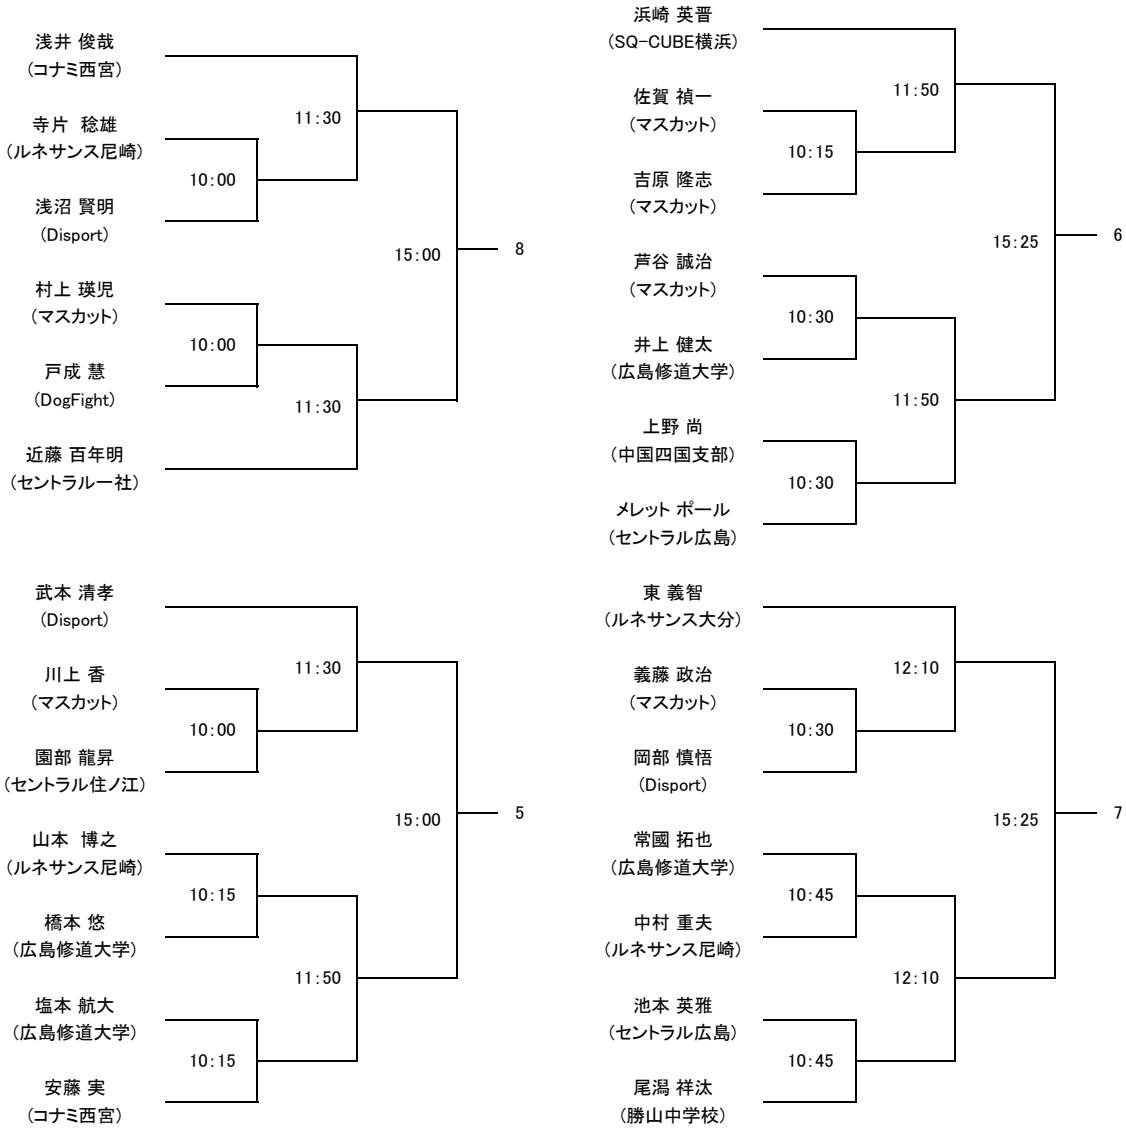 浅井 俊哉
(コナミ西宮)
11:30
寺片 稔雄
(ルネサンス尼崎)
10:00
浅沼 賢明
(Disport)
15:00
8
村上 瑛児
(マスカット)
10:00
戸成 慧
(DogFight)
11:30
近藤 百年明
(セントラル一社)
浜崎 英晋
(SQ-CUBE横浜)
11:50
佐賀 禎一
(マスカット)
10:15
吉原 隆志
(マスカット)
15:25
6
芦谷 誠治
(マスカット)
10:30
井上 健太
(広島修道大学)
11:50
上野 尚
(中国四国支部)
10:30
メレット ポール
(セントラル広島)
武本 清孝
(Disport)
11:30
川上 香
(マスカット)
10:00
園部 龍昇
(セントラル住ノ江)
15:00
5
山本 博之
(ルネサンス尼崎)
10:15
橋本 悠
(広島修道大学)
11:50
塩本 航大
(広島修道大学)
10:15
安藤 実
(コナミ西宮)
東 義智
(ルネサンス大分)
12:10
義藤 政治
(マスカット)
10:30
岡部 慎悟
(Disport)
15:25
7
常國 拓也
(広島修道大学)
10:45
中村 重夫
(ルネサンス尼崎)
12:10
池本 英雅
(セントラル広島)
10:45
尾潟 祥汰
(勝山中学校)